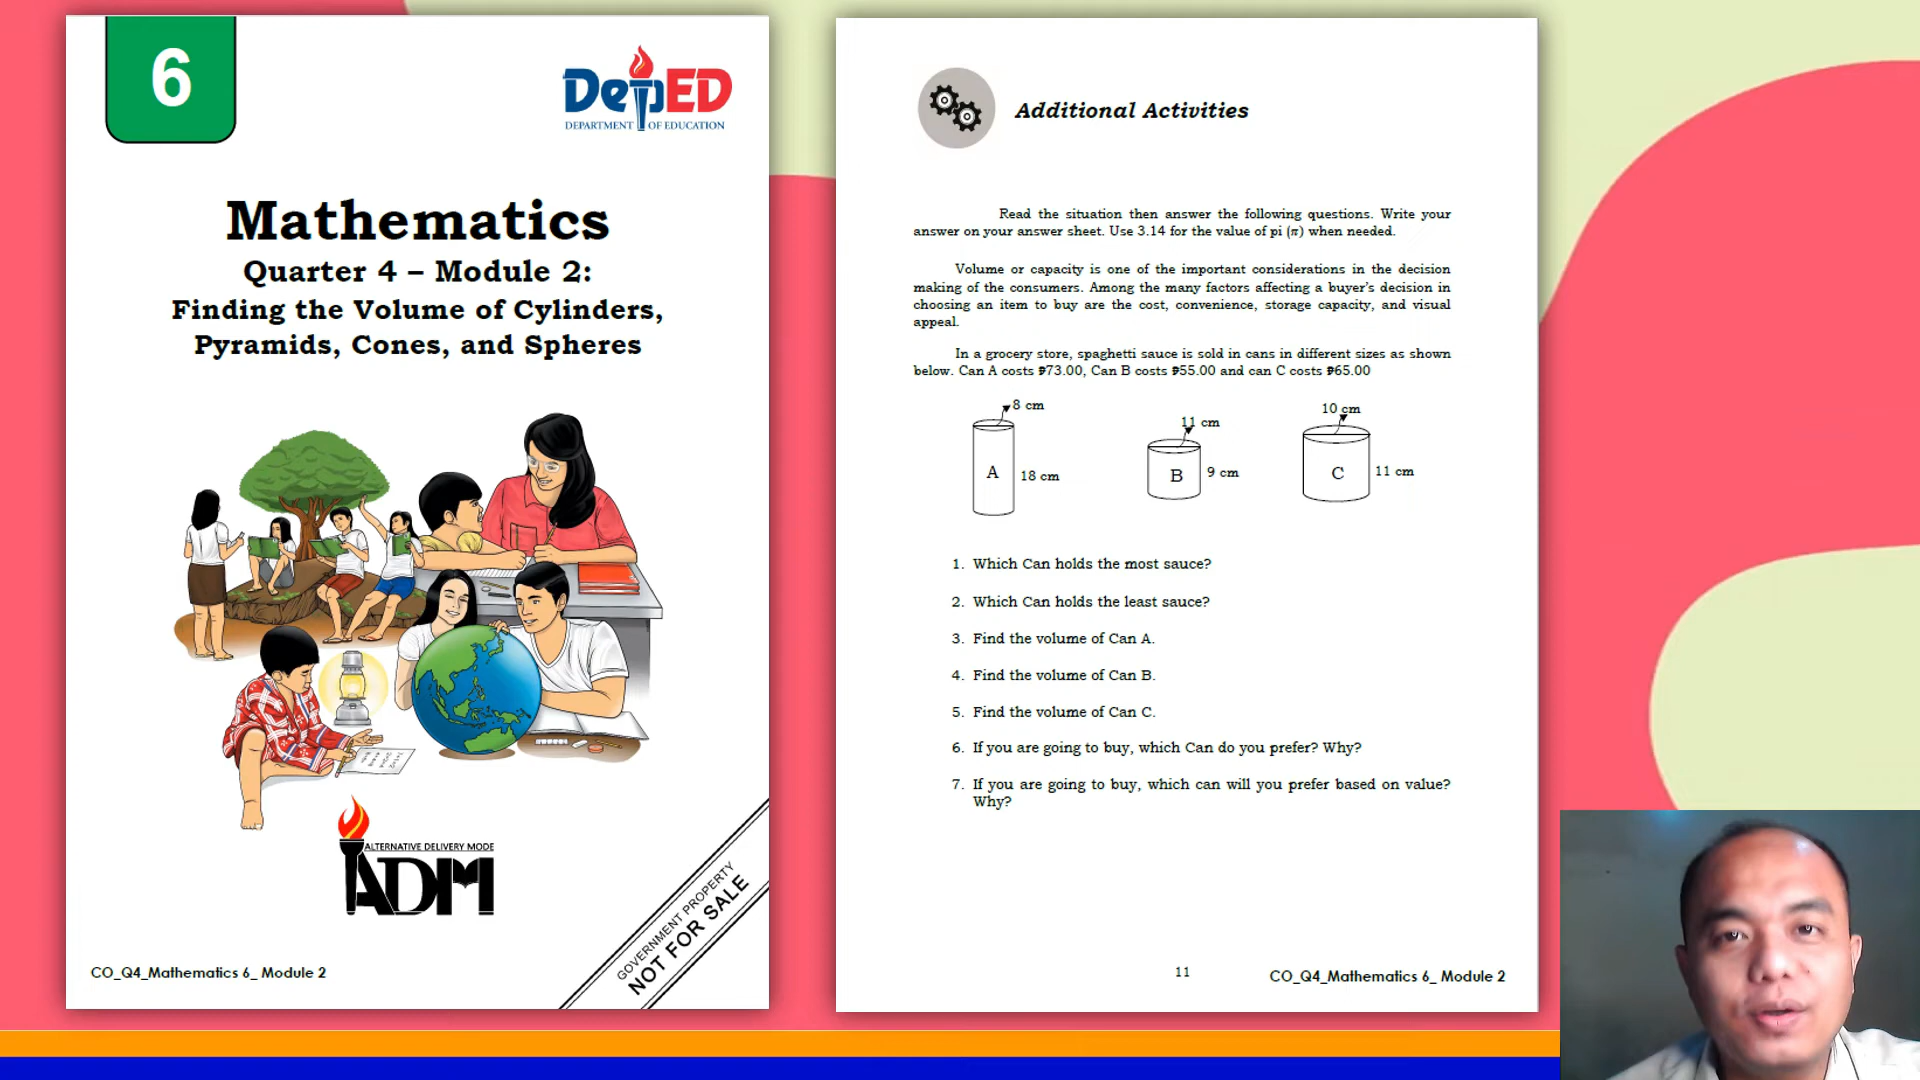 6
DepED
DEPARTMENT OF EDUCATION
Mathematics
Quarter 4 – Module 2:
Finding the Volume of Cylinders,
Pyramids, Cones, and Spheres
ALTERNATIVE DELIVERY MODE
ADM
GOVERNMENT PROPERTY
NOT FOR SALE
CO_Q4_Mathematics 6_ Module 2
Additional Activities
Read the situation then answer the following questions. Write your
answer on your answer sheet. Use 3.14 for the value of pi (π) when needed.
Volume or capacity is one of the important considerations in the decision
making of the consumers. Among the many factors affecting a buyer's decision in
choosing an item to buy are the cost, convenience, storage capacity, and visual
appeal.
In a grocery store, spaghetti sauce is sold in cans in different sizes as shown
below. Can A costs ₱73.00, Can B costs ₱55.00 and can C costs ₱65.00
8 cm
A
18 cm
11 cm
B
9 cm
10 cm
C
11 cm
1. Which Can holds the most sauce?
2. Which Can holds the least sauce?
3. Find the volume of Can A.
4. Find the volume of Can B.
5. Find the volume of Can C.
6. If you are going to buy, which Can do you prefer? Why?
7. If you are going to buy, which can will you prefer based on value?
Why?
11
CO_Q4_Mathematics 6_ Module 2